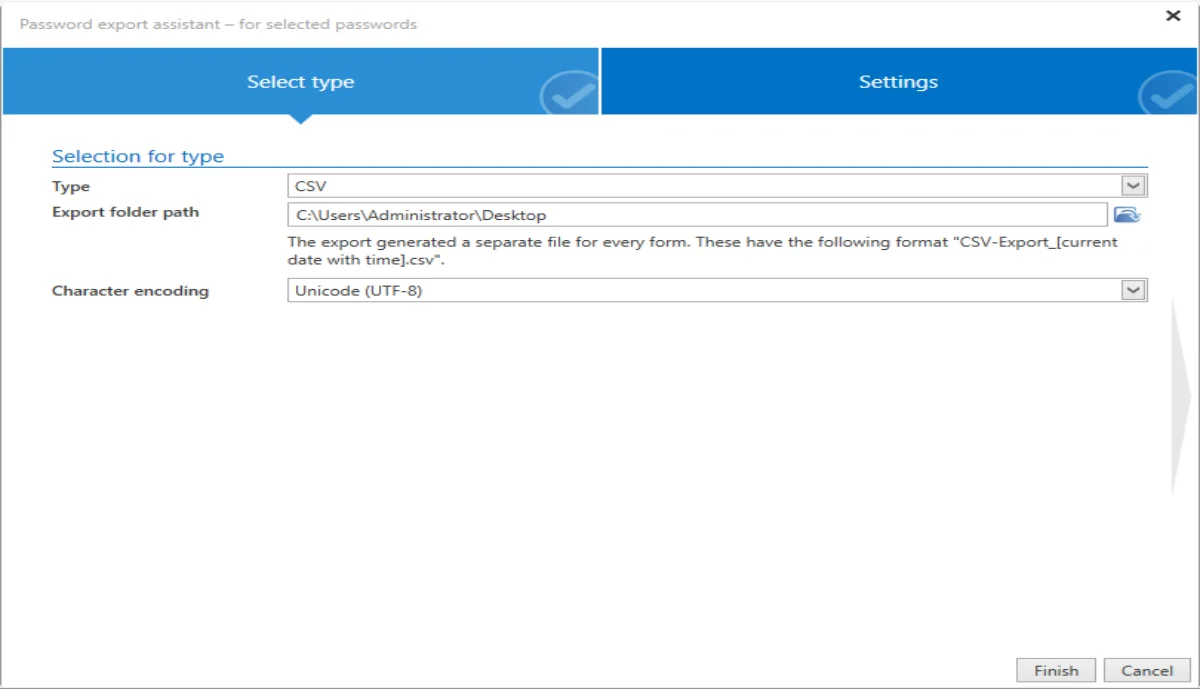 Password export assistant – for selected passwords
Select type
Settings
Selection for type
Type
CSV
Export folder path
C:\Users\Administrator\Desktop
The export generated a separate file for every form. These have the following format "CSV-Export_[current
date with time].csv".
Character encoding
Unicode (UTF-8)
Finish
Cancel